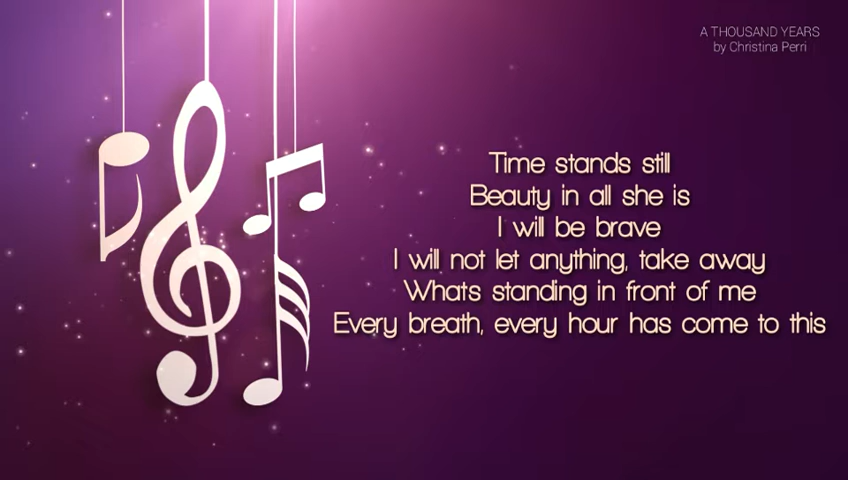 A THOUSAND YEARS
by Christina Perri
Time stands still
Beauty in all she is
I will be brave
I will not let anything, take away
Whats standing in front of me
Every breath, every hour has come to this